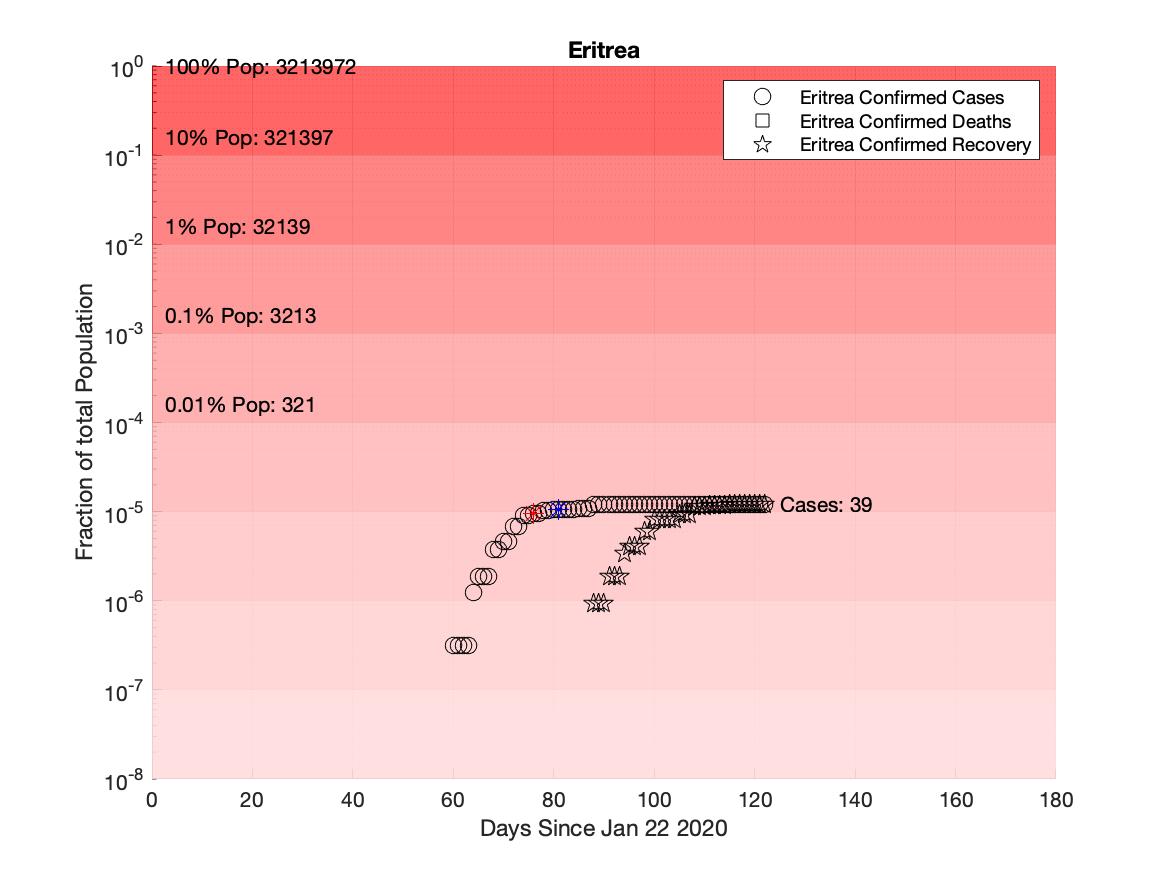 Eritrea
10⁰
100% Pop: 3213972
Eritrea Confirmed Cases
Eritrea Confirmed Deaths
Eritrea Confirmed Recovery
10% Pop: 321397
10⁻¹
1% Pop: 32139
10⁻²
0.1% Pop: 3213
10⁻³
0.01% Pop: 321
10⁻⁴
Cases: 39
10⁻⁵
10⁻⁶
10⁻⁷
10⁻⁸
Fraction of total Population
0 20 40 60 80 100 120 140 160 180
Days Since Jan 22 2020